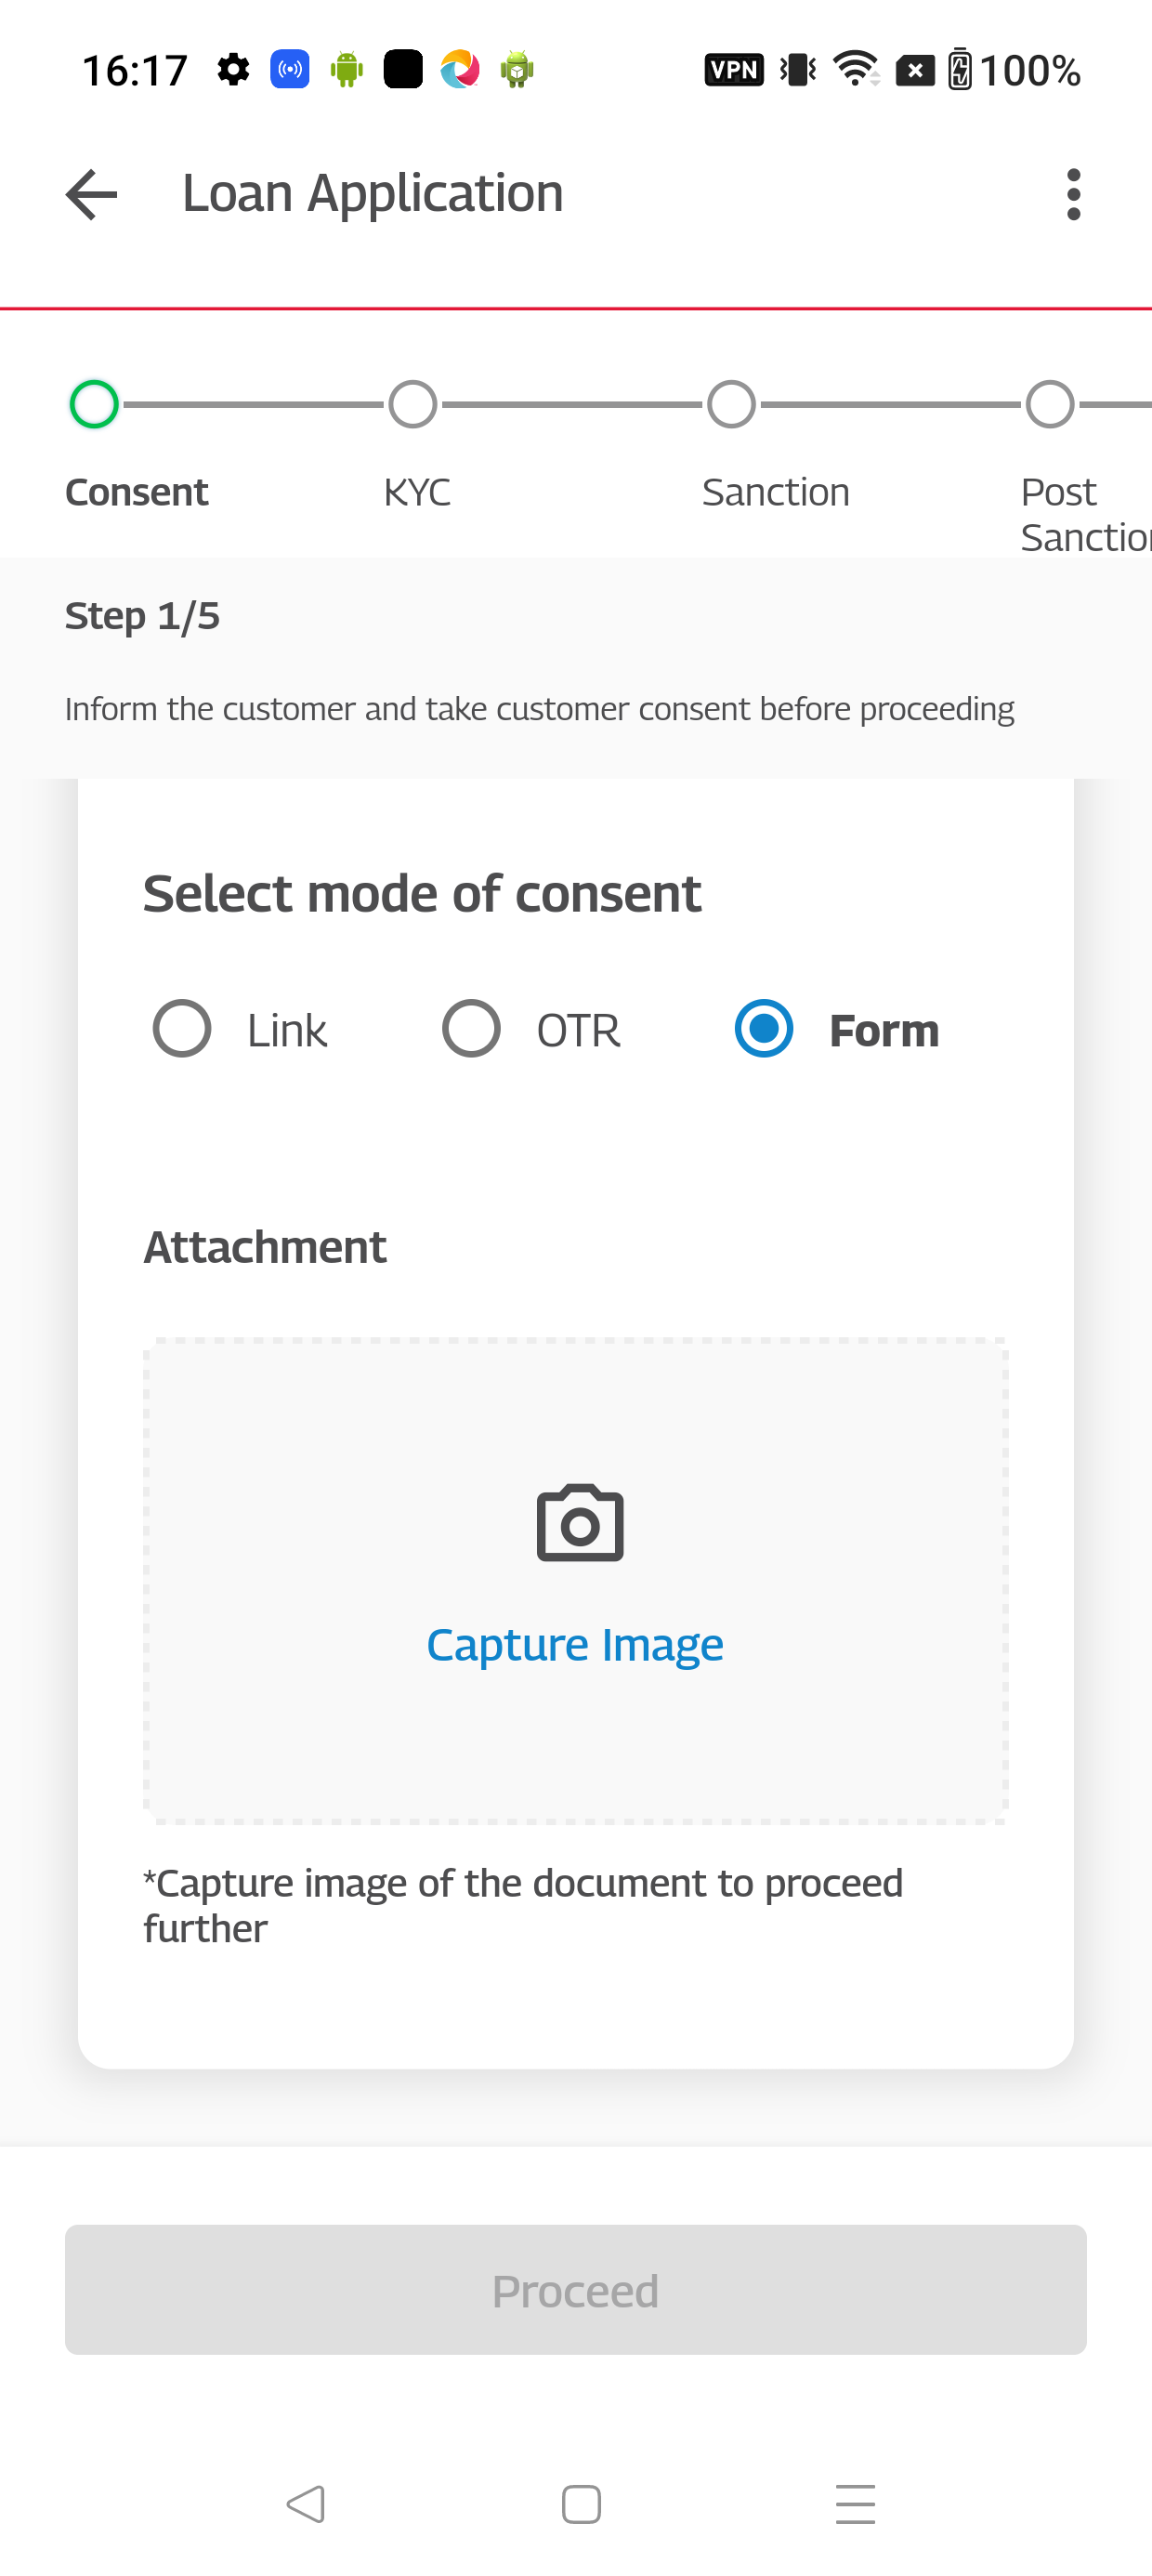 16:17
VPN
100%
Loan Application
Consent
KYC
Sanction
Post
Sanction
Step 1/5
Inform the customer and take customer consent before proceeding
Select mode of consent
Link
OTR
Form
Attachment
Capture Image
*Capture image of the document to proceed
further
Proceed